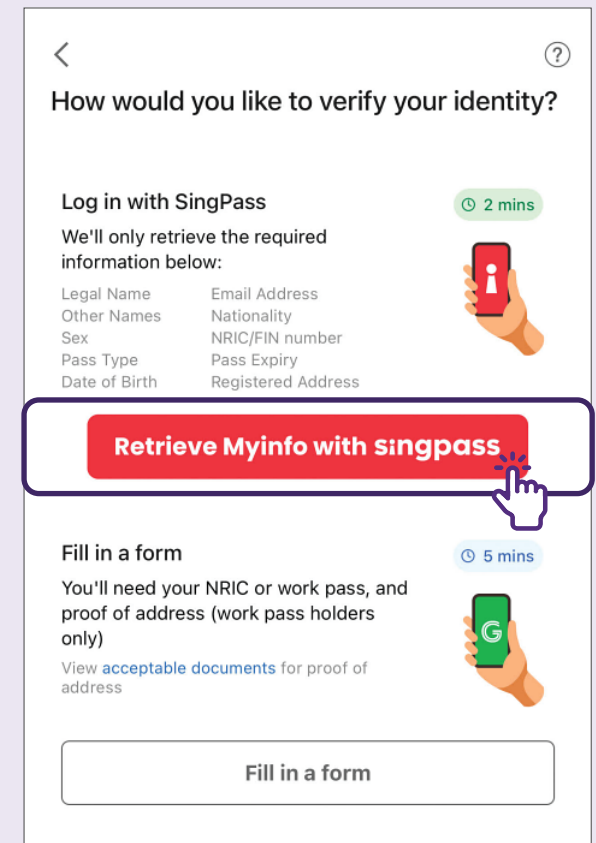 How would you like to verify your identity?
Log in with SingPass
2 mins
We'll only retrieve the required
information below:
Legal Name Email Address
Other Names Nationality
Sex NRIC/FIN number
Pass Type Pass Expiry
Date of Birth Registered Address
Retrieve Myinfo with singpass
Fill in a form
5 mins
You'll need your NRIC or work pass, and
proof of address (work pass holders
only)
G
View acceptable documents for proof of
address
Fill in a form